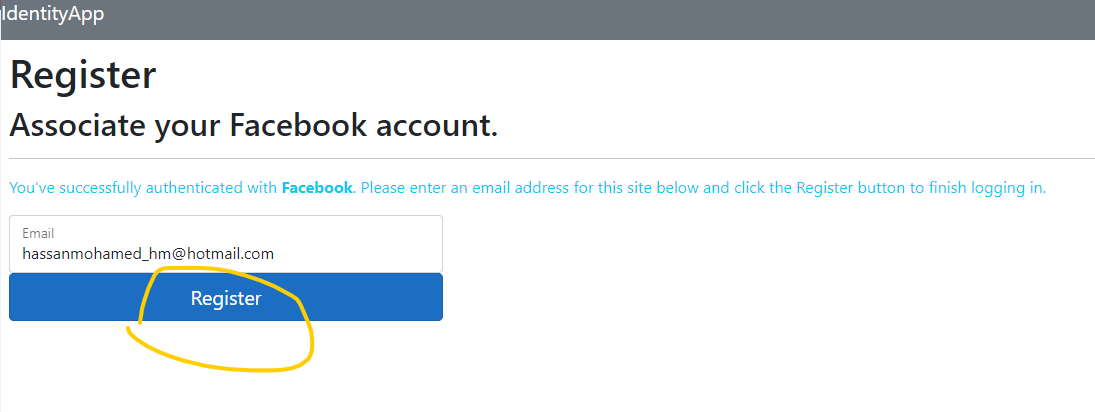 IdentityApp
Register
Associate your Facebook account.
You've successfully authenticated with Facebook. Please enter an email address for this site below and click the Register button to finish logging in.
Email
hassanmohamed_hm@hotmail.com
Register